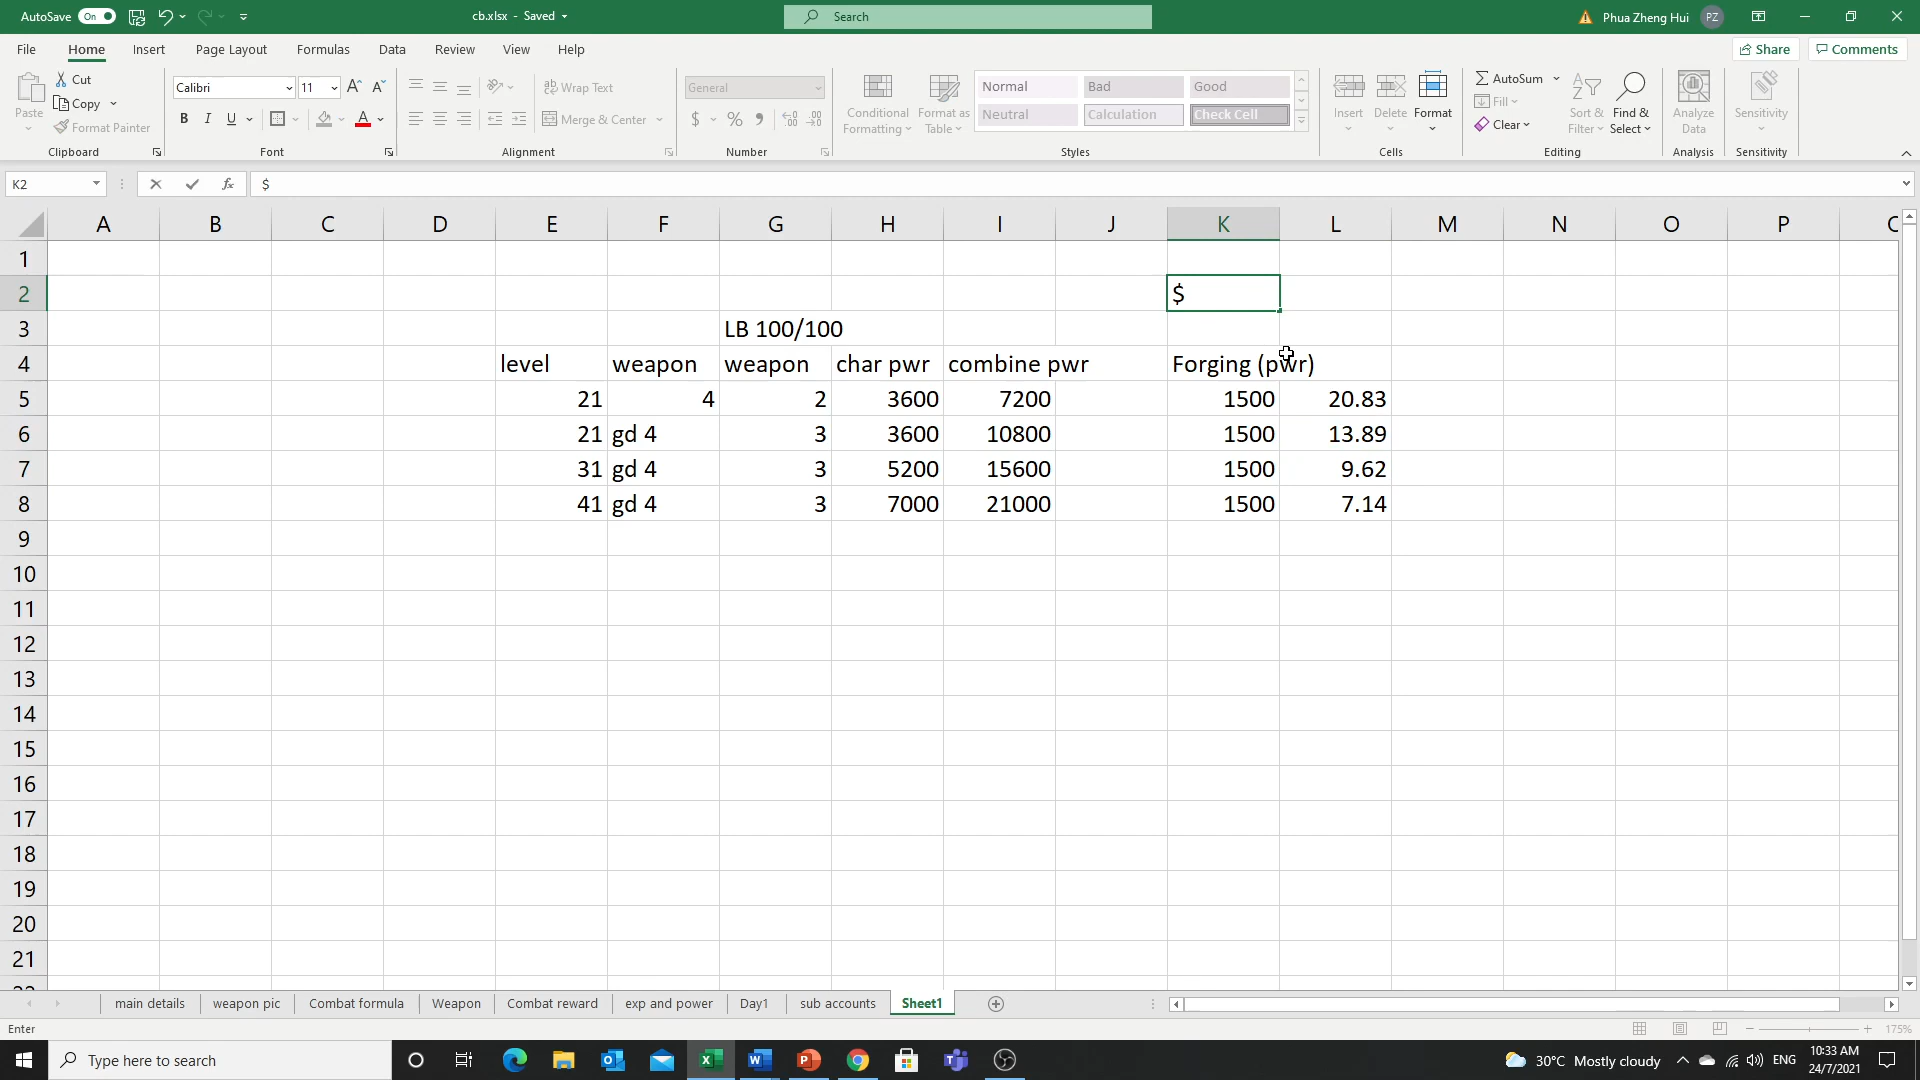 AutoSave On cb.xlsx - Saved Search Phua Zheng Hui PZ
File Home Insert Page Layout Formulas Data Review View Help Share Comments
Paste Cut Copy Format Painter Clipboard
Calibri 11 A A B I U A Font
ab Wrap Text Merge & Center Alignment
General $ % 9 Number
Conditional Formatting Format as Table
Normal Bad Good
Neutral Calculation Check Cell
Styles
Insert Delete Format Cells
AutoSum Fill Clear Sort & Filter Find & Select Editing
Analyze Data Analysis
Sensitivity Sensitivity
K2 fx $
A B C D E F G H I J K L M N O P C
1
2 $
3 LB 100/100
4 level weapon weapon char pwr combine pwr Forging (pwr)
5 21 4 2 3600 7200 1500 20.83
6 21 gd 4 3 3600 10800 1500 13.89
7 31 gd 4 3 5200 15600 1500 9.62
8 41 gd 4 3 7000 21000 1500 7.14
9
10
11
12
13
14
15
16
17
18
19
20
21
main details weapon pic Combat formula Weapon Combat reward exp and power Day1 sub accounts Sheet1
Enter 175%
Type here to search 30°C Mostly cloudy ENG 10:33 AM
24/7/2021